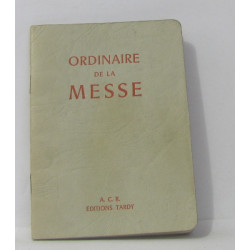 ORDINAIRE
DE LA
MESSE
A. C. R.
EDITIONS TARDY